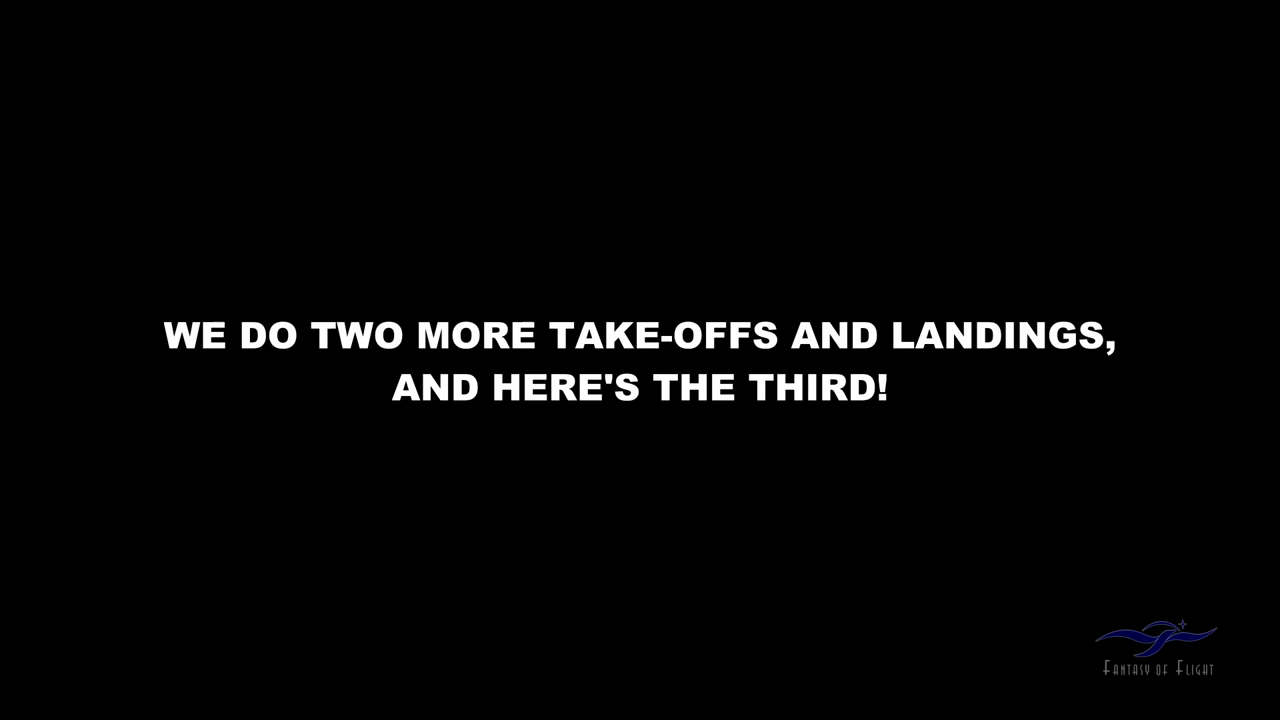 WE DO TWO MORE TAKE-OFFS AND LANDINGS,
AND HERE'S THE THIRD!
FANTASY OF FLIGHT